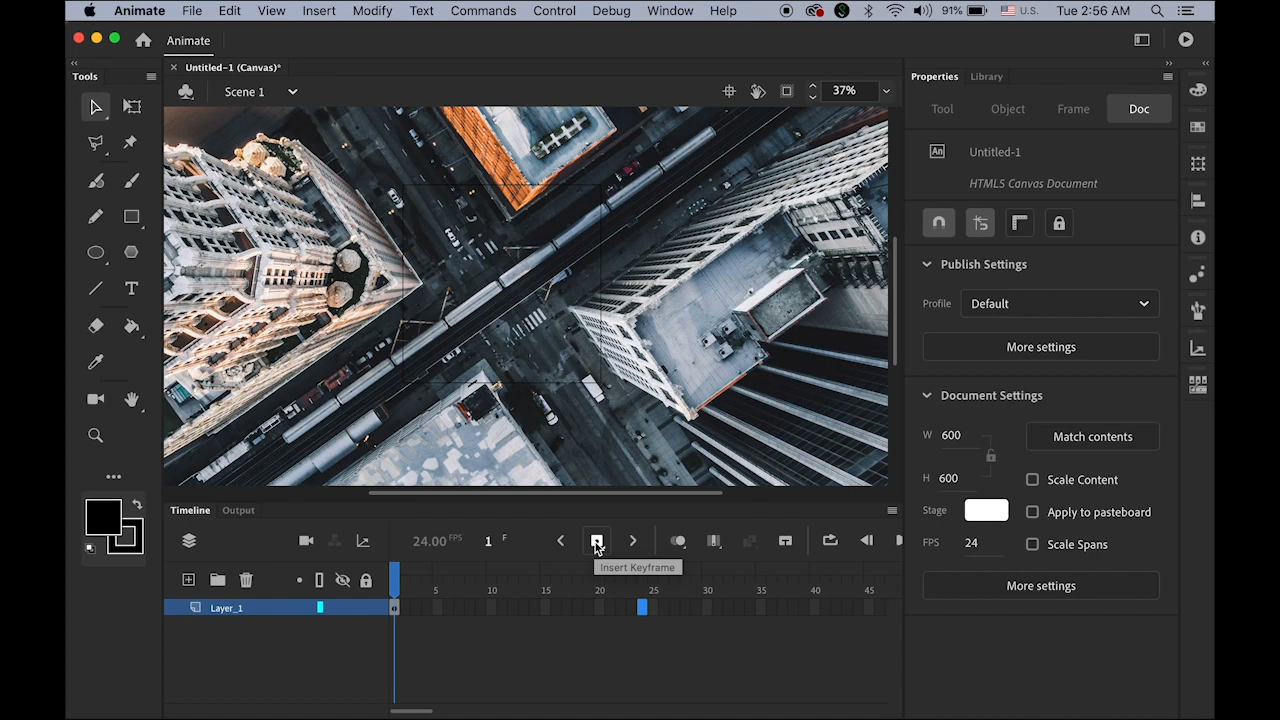 Animate File Edit View Insert Modify Text Commands Control Debug Window Help 91% U.S. Tue 2:56 AM
Animate
Tools
Untitled-1 (Canvas)*
Scene 1
37%
Properties Library
Tool Object Frame Doc
An Untitled-1
HTML5 Canvas Document
Publish Settings
Profile Default
More settings
Document Settings
W 600 Match contents
H 600 Scale Content
Stage Apply to pasteboard
FPS 24 Scale Spans
More settings
Timeline Output
24.00 FPS 1 F
Insert Keyframe
5 10 15 20 25 30 35 40 45
Layer_1
T